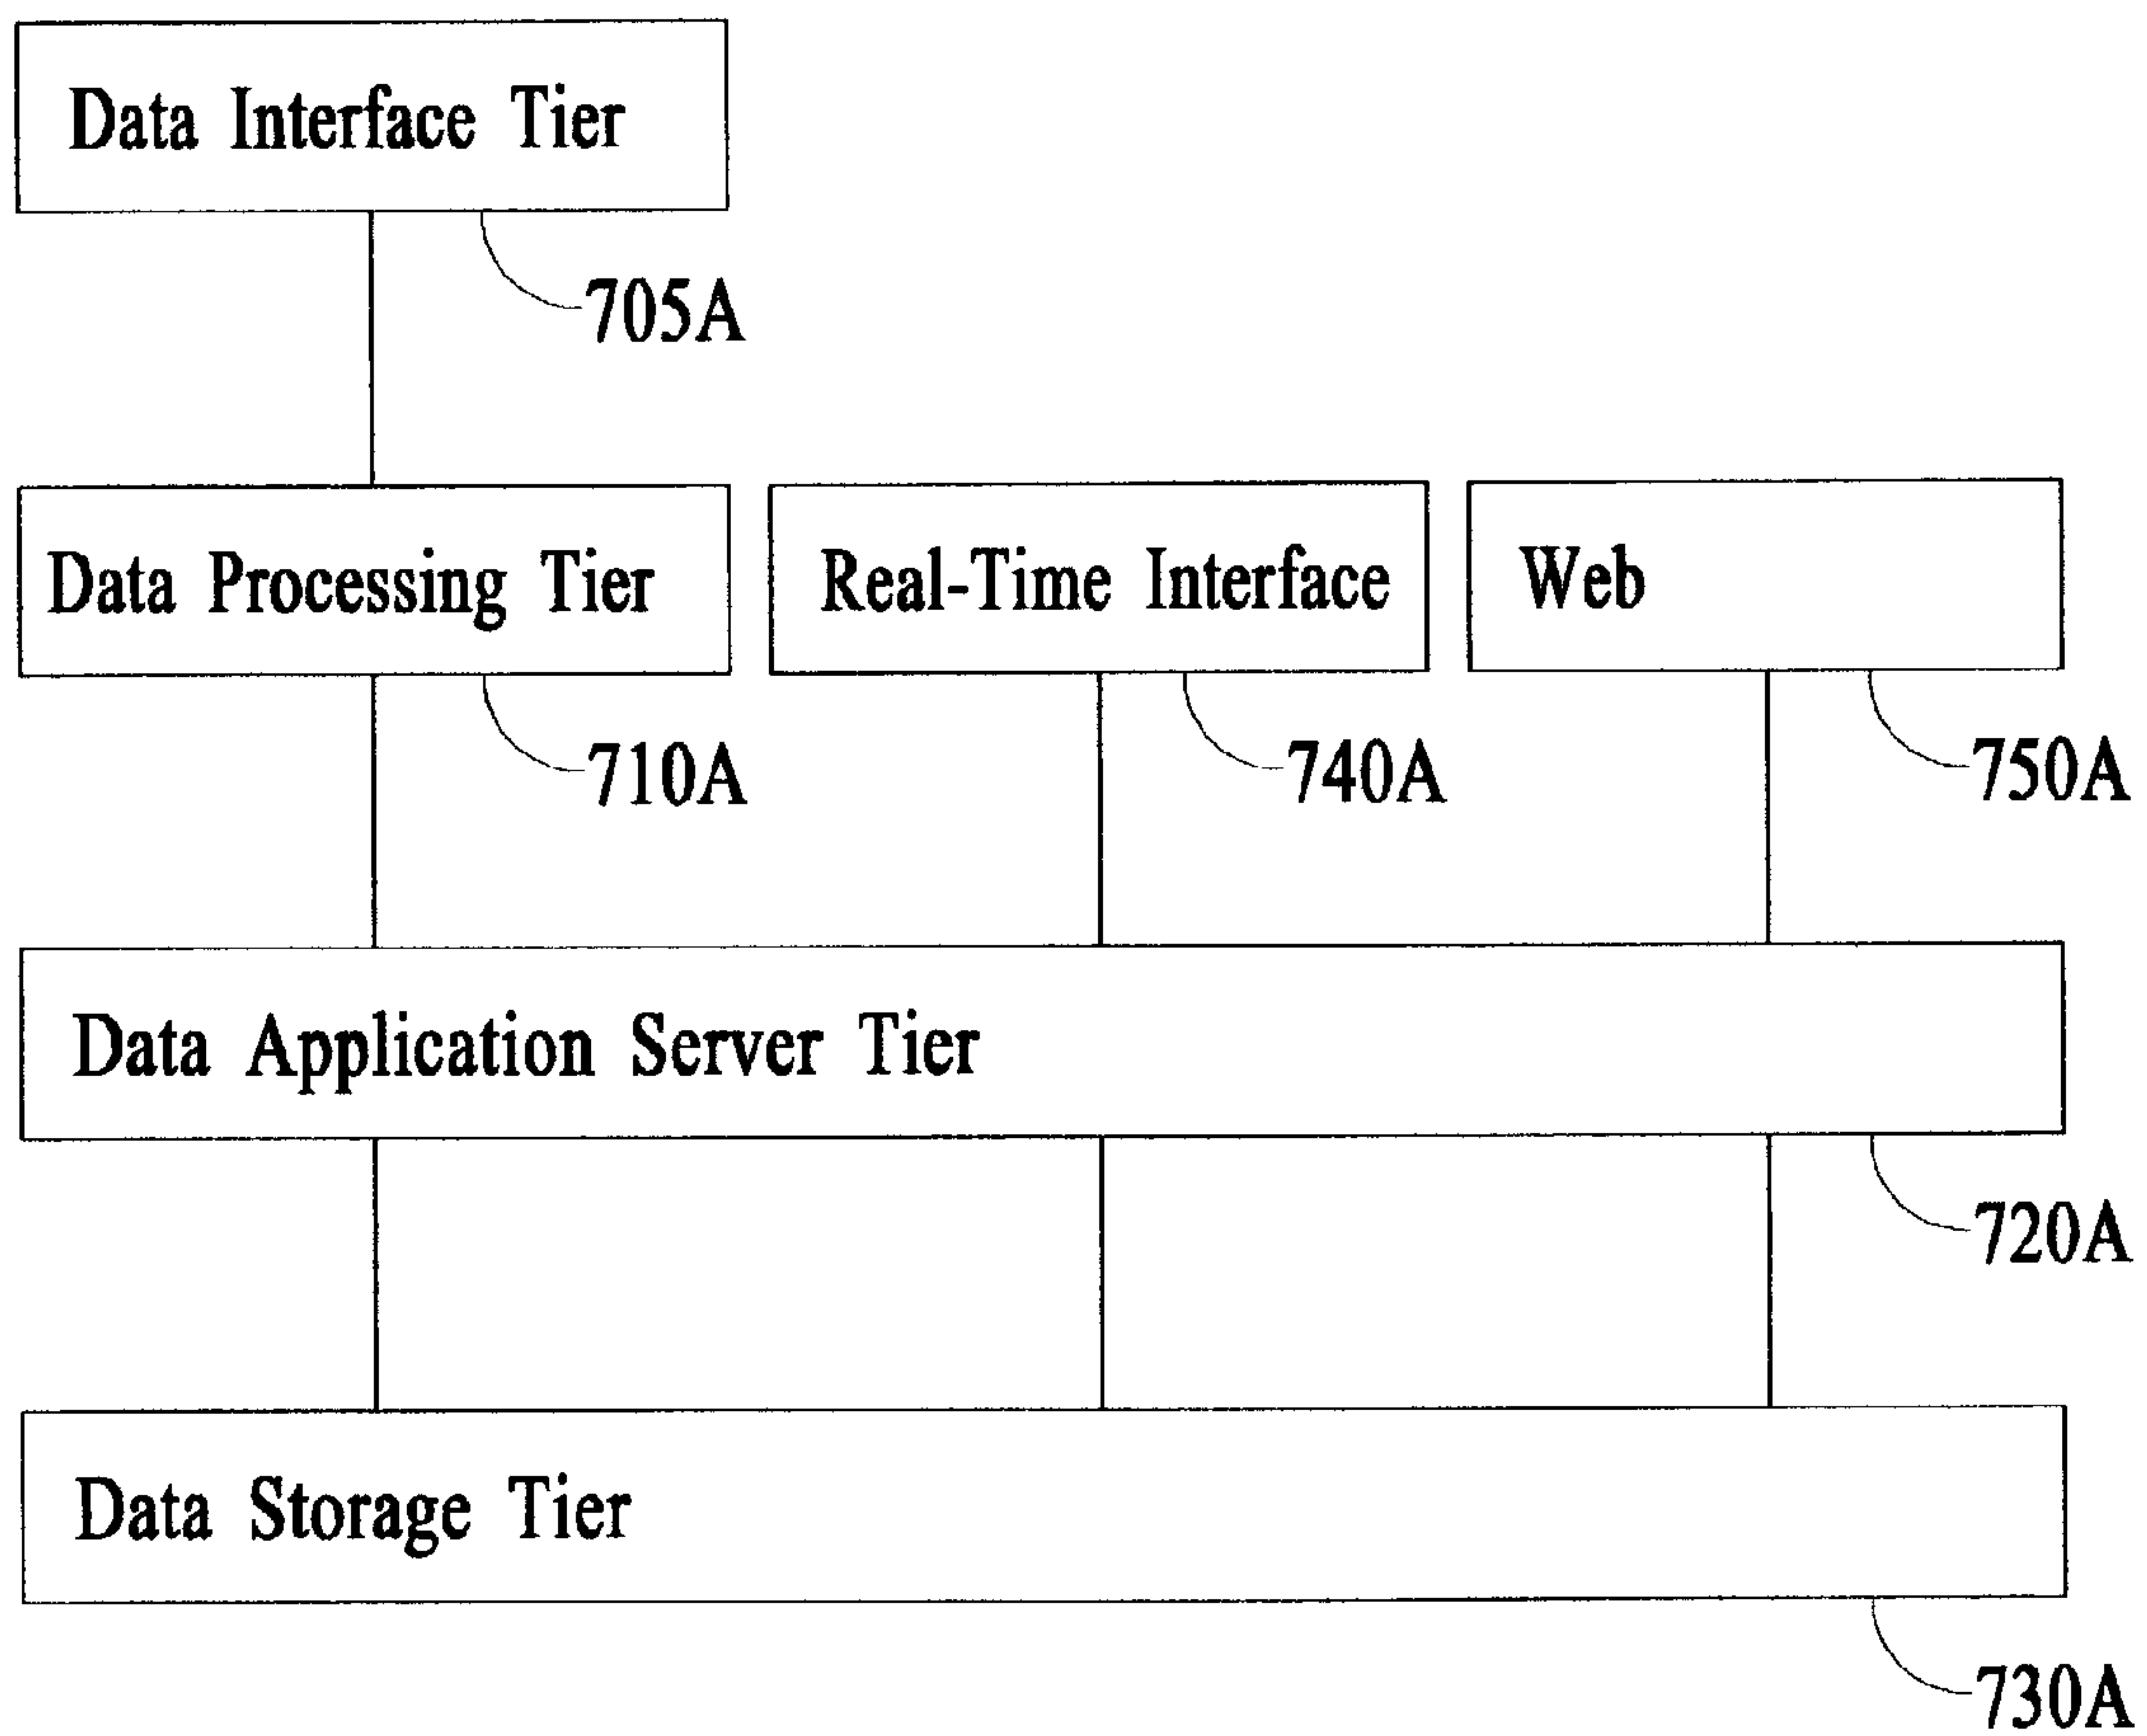 Data Interface Tier
705A
Data Processing Tier
Real-Time Interface
Web
710A
740A
750A
Data Application Server Tier
720A
Data Storage Tier
730A